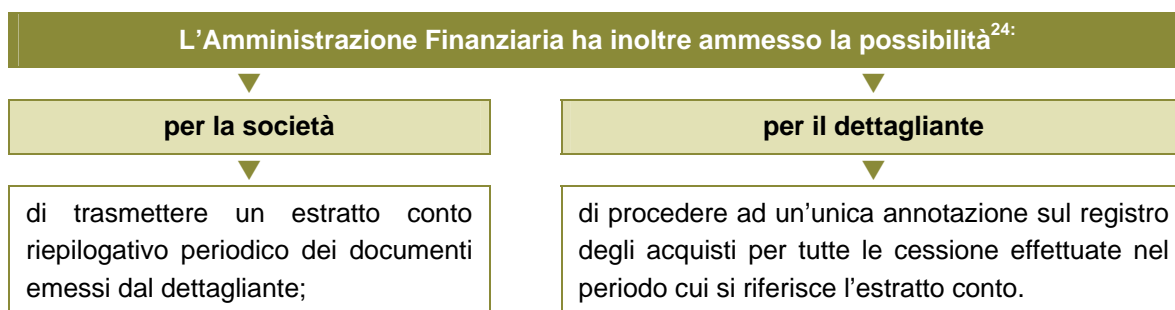 L'Amministrazione Finanziaria ha inoltre ammesso la possibilità24:
per la società
di trasmettere un estratto conto
riepilogativo periodico dei documenti
emessi dal dettagliante;
per il dettagliante
di procedere ad un'unica annotazione sul registro
degli acquisti per tutte le cessione effettuate nel
periodo cui si riferisce l'estratto conto.